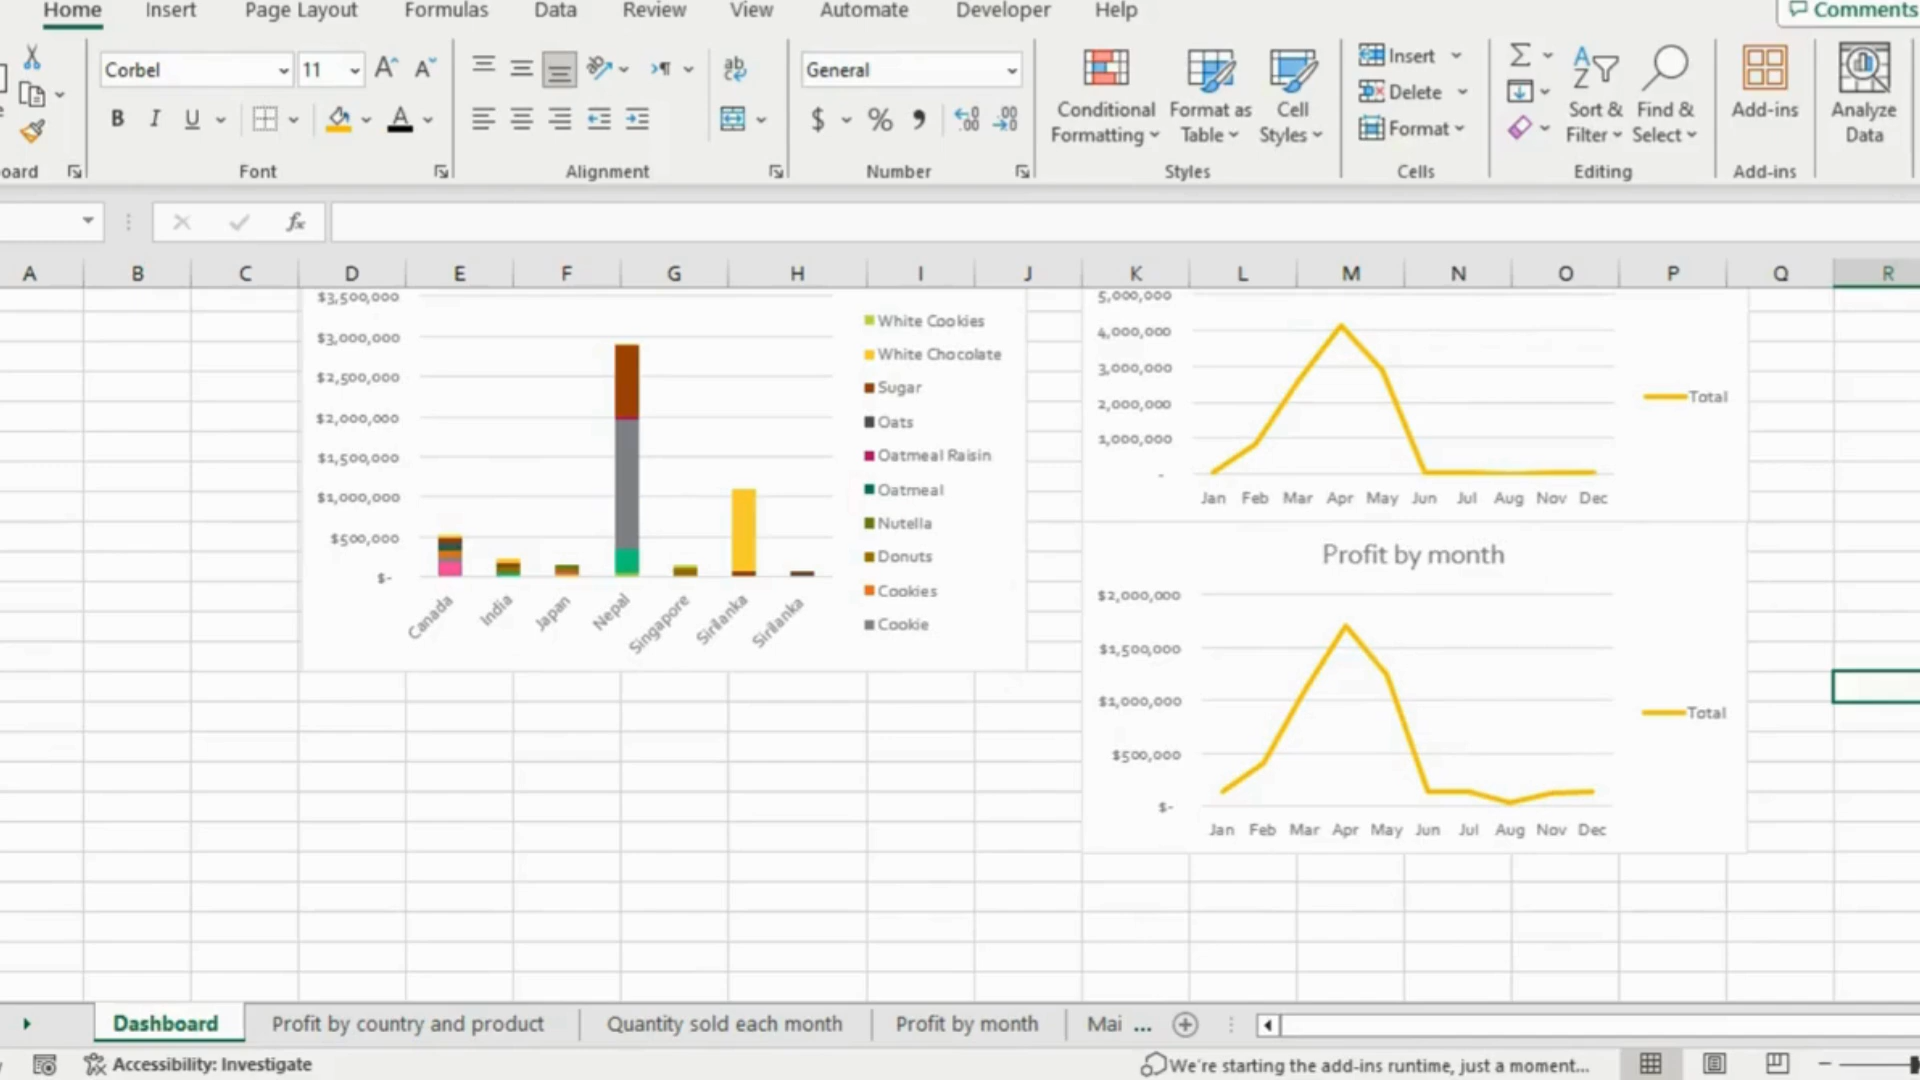 Home Insert Page Layout Formulas Data Review View Automate Developer Help Comments
Corbel 11 General
B I U A $ % 9
Conditional Formatting
Format as Table
Cell Styles
Insert
Delete
Format
Sort & Filter
Find & Select
Add-ins
Analyze Data
oard Font Alignment Number Styles Cells Editing Add-ins
fx
A B C D E F G H I J K L M N O P Q R
$3,500,000
$3,000,000
$2,500,000
$2,000,000
$1,500,000
$1,000,000
$500,000
$-
Canada India Japan Nepal Singapore Sirilanka Sirilanka
White Cookies
White Chocolate
Sugar
Oats
Oatmeal Raisin
Oatmeal
Nutella
Donuts
Cookies
Cookie
5,000,000
4,000,000
3,000,000
2,000,000
1,000,000
-
Jan Feb Mar Apr May Jun Jul Aug Nov Dec
Total
Profit by month
$2,000,000
$1,500,000
$1,000,000
$500,000
$-
Jan Feb Mar Apr May Jun Jul Aug Nov Dec
Total
Dashboard Profit by country and product Quantity sold each month Profit by month Mai ...
Accessibility: Investigate We're starting the add-ins runtime, just a moment...